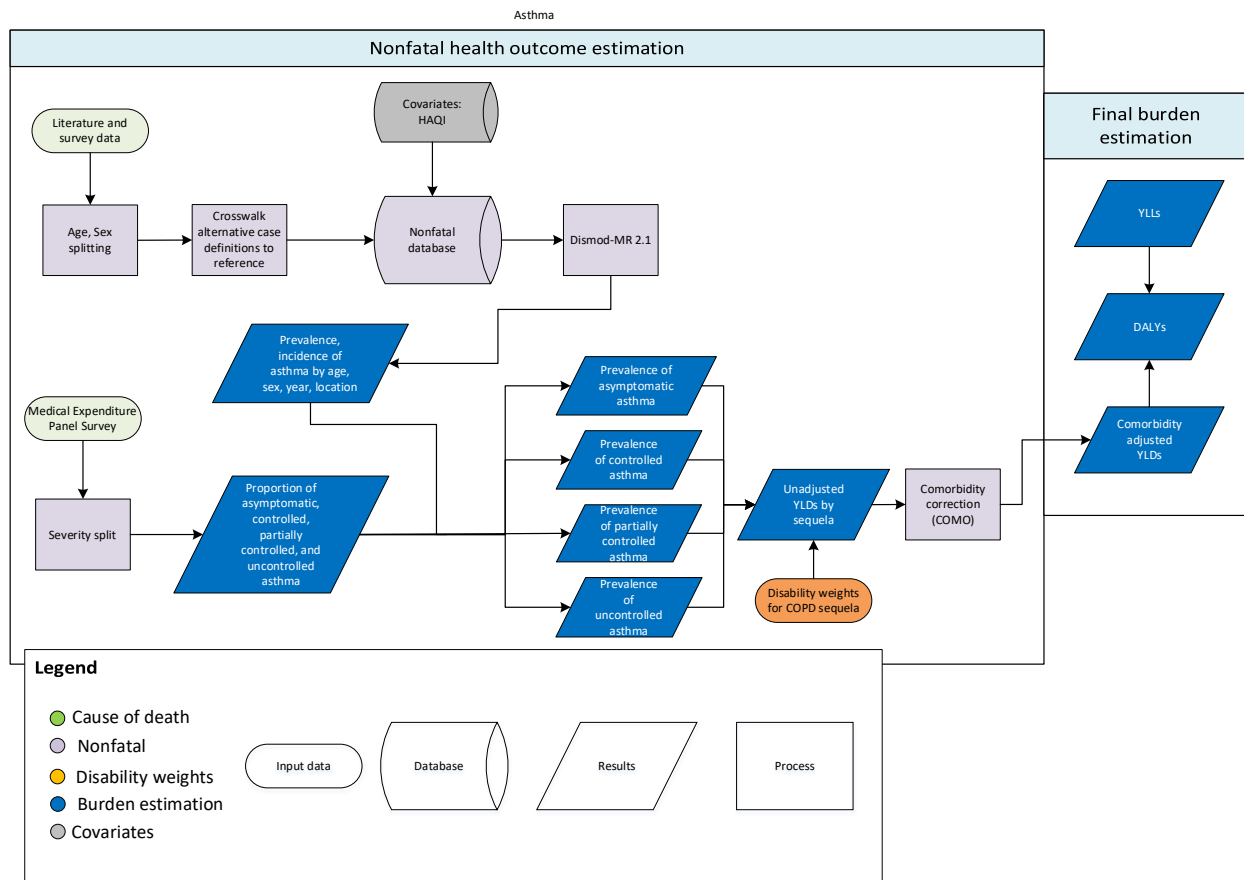 Asthma
Nonfatal health outcome estimation
Final burden
estimation
Literature and
survey data
Covariates:
HAQI
Age, Sex
splitting
Crosswalk
alternative case
definitions to
reference
Nonfatal
database
Dismod-MR 2.1
YLLs
DALYs
Comorbidity
adjusted
YLDs
Prevalence,
incidence of
asthma by age,
sex, year, location
Medical Expenditure
Panel Survey
Severity split
Proportion of
asymptomatic,
controlled,
partially
controlled, and
uncontrolled
asthma
Prevalence of
asymptomatic
asthma
Prevalence
of controlled
asthma
Prevalence
of partially
controlled
asthma
Prevalence
of
uncontrolled
asthma
Unadjusted
YLDs by
sequela
Comorbidity
correction
(COMO)
Disability weights
for COPD sequela
Legend
Cause of death
Nonfatal
Disability weights
Burden estimation
Covariates
Input data
Database
Results
Process